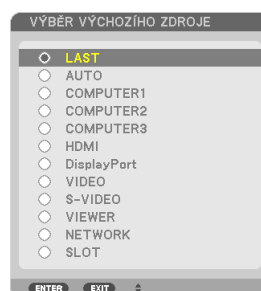 VÝBĚR VÝCHOZÍHO ZDROJE
LAST
AUTO
COMPUTER1
COMPUTER2
COMPUTER3
HDMI
DisplayPort
VIDEO
S-VIDEO
VIEWER
NETWORK
SLOT
ENTER EXIT